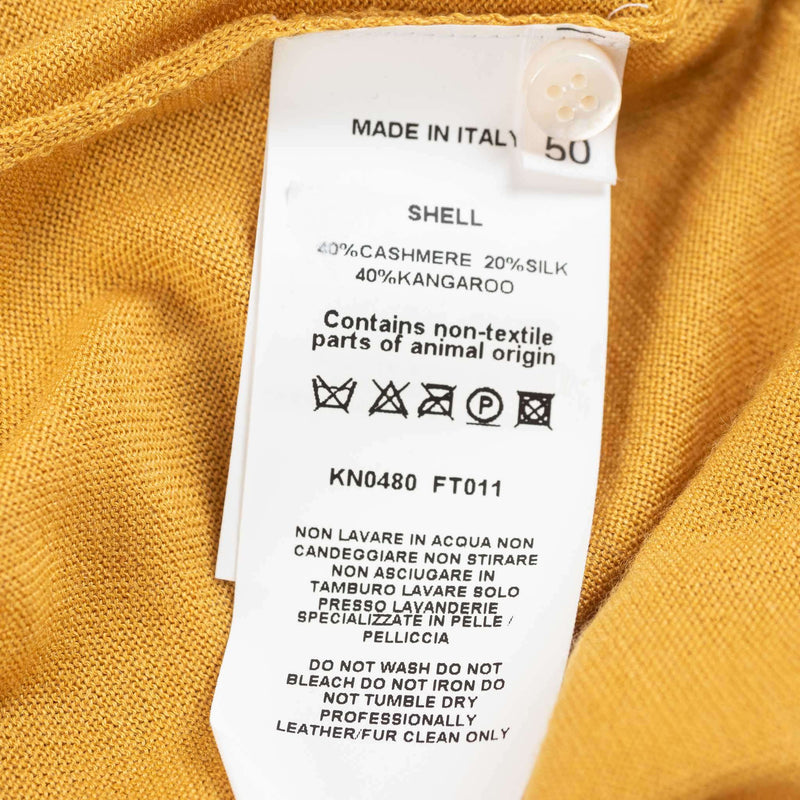 MADE IN ITALY
50
SHELL
40%CASHMERE 20%SILK
40%KANGAROO
Contains non-textile
parts of animal origin
P
KN0480 FT011
NON LAVARE IN ACQUA NON
CANDEGGIARE NON STIRARE
NON ASCIUGARE IN
TAMBURO LAVARE SOLO
PRESSO LAVANDERIE
SPECIALIZZATE IN PELLE /
PELLICCIA
DO NOT WASH DO NOT
BLEACH DO NOT IRON DO
NOT TUMBLE DRY
PROFESSIONALLY
LEATHER/FUR CLEAN ONLY